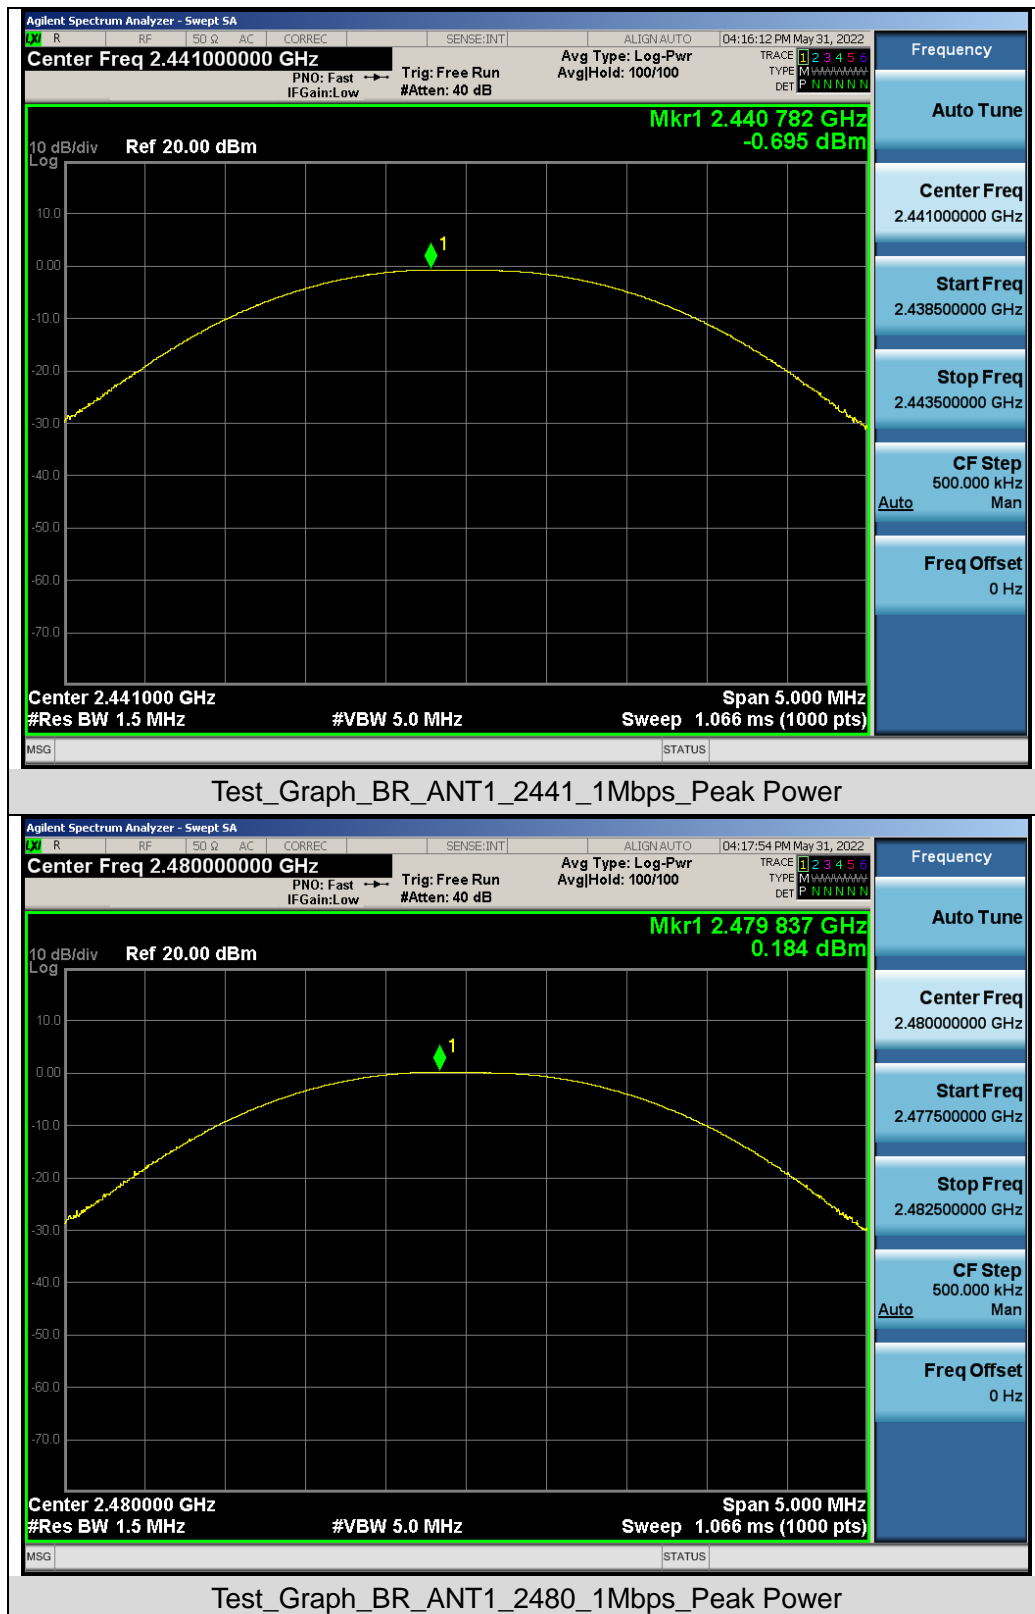 Agilent Spectrum Analyzer - Swept SA
LXI R RF 50 Ω AC CORREC SENSE:INT ALIGN AUTO 04:16:12 PM May 31, 2022
Center Freq 2.441000000 GHz
PNO: Fast
IFGain:Low
Trig: Free Run
#Atten: 40 dB
Avg Type: Log-Pwr
Avg|Hold: 100/100
TRACE 1 2 3 4 5 6
TYPE M
DET P N N N N N
Frequency
Mkr1 2.440 782 GHz
-0.695 dBm
10 dB/div Ref 20.00 dBm
Log
10.0
0.00
-10.0
-20.0
-30.0
-40.0
-50.0
-60.0
-70.0
1
Center 2.441000 GHz Span 5.000 MHz
#Res BW 1.5 MHz #VBW 5.0 MHz Sweep 1.066 ms (1000 pts)
Auto Tune
Center Freq
2.441000000 GHz
Start Freq
2.438500000 GHz
Stop Freq
2.443500000 GHz
CF Step
500.000 kHz
Auto Man
Freq Offset
0 Hz
MSG STATUS
Test_Graph_BR_ANT1_2441_1Mbps_Peak Power
Agilent Spectrum Analyzer - Swept SA
LXI R RF 50 Ω AC CORREC SENSE:INT ALIGN AUTO 04:17:54 PM May 31, 2022
Center Freq 2.480000000 GHz
PNO: Fast
IFGain:Low
Trig: Free Run
#Atten: 40 dB
Avg Type: Log-Pwr
Avg|Hold: 100/100
TRACE 1 2 3 4 5 6
TYPE M
DET P N N N N N
Frequency
Mkr1 2.479 837 GHz
0.184 dBm
10 dB/div Ref 20.00 dBm
Log
10.0
0.00
-10.0
-20.0
-30.0
-40.0
-50.0
-60.0
-70.0
1
Center 2.480000 GHz Span 5.000 MHz
#Res BW 1.5 MHz #VBW 5.0 MHz Sweep 1.066 ms (1000 pts)
Auto Tune
Center Freq
2.480000000 GHz
Start Freq
2.477500000 GHz
Stop Freq
2.482500000 GHz
CF Step
500.000 kHz
Auto Man
Freq Offset
0 Hz
MSG STATUS
Test_Graph_BR_ANT1_2480_1Mbps_Peak Power